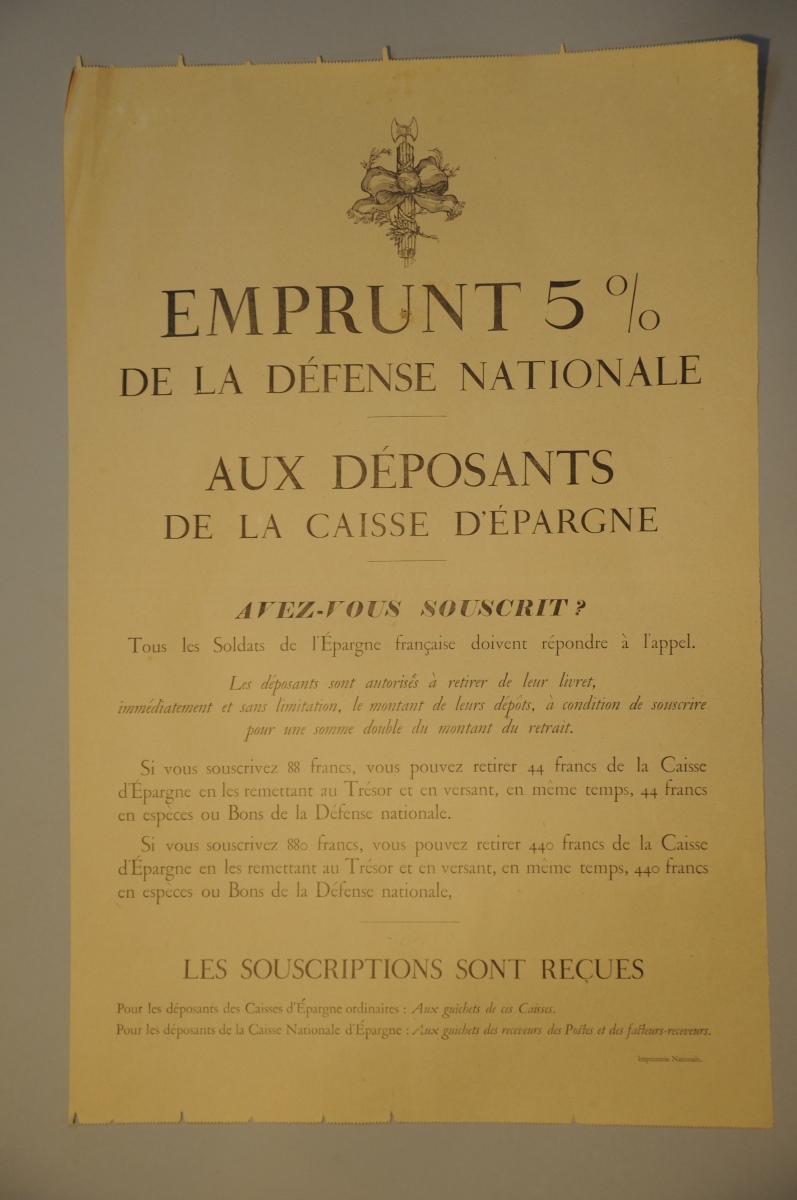 EMPRUNT 5 %
DE LA DÉFENSE NATIONALE
AUX DÉPOSANTS
DE LA CAISSE D'ÉPARGNE
AVEZ-VOUS SOUSCRIT ?
Tous les Soldats de l'Épargne française doivent répondre à l'appel.
Les déposants sont autorisés à retirer de leur livret,
immédiatement et sans limitation, le montant de leurs dépôts, à condition de souscrire
pour une somme double du montant du retrait.
Si vous souscrivez 88 francs, vous pouvez retirer 44 francs de la Caisse
d'Épargne en les remettant au Trésor et en versant, en même temps, 44 francs
en espèces ou Bons de la Défense nationale.
Si vous souscrivez 880 francs, vous pouvez retirer 440 francs de la Caisse
d'Épargne en les remettant au Trésor et en versant, en même temps, 440 francs
en espèces ou Bons de la Défense nationale,
LES SOUSCRIPTIONS SONT REÇUES
Pour les déposants des Caisses d'Épargne ordinaires : Aux guichets de ces Caisses.
Pour les déposants de la Caisse Nationale d'Épargne : Aux guichets des receveurs des Postes et des facteurs-receveurs.
Imprimerie Nationale.